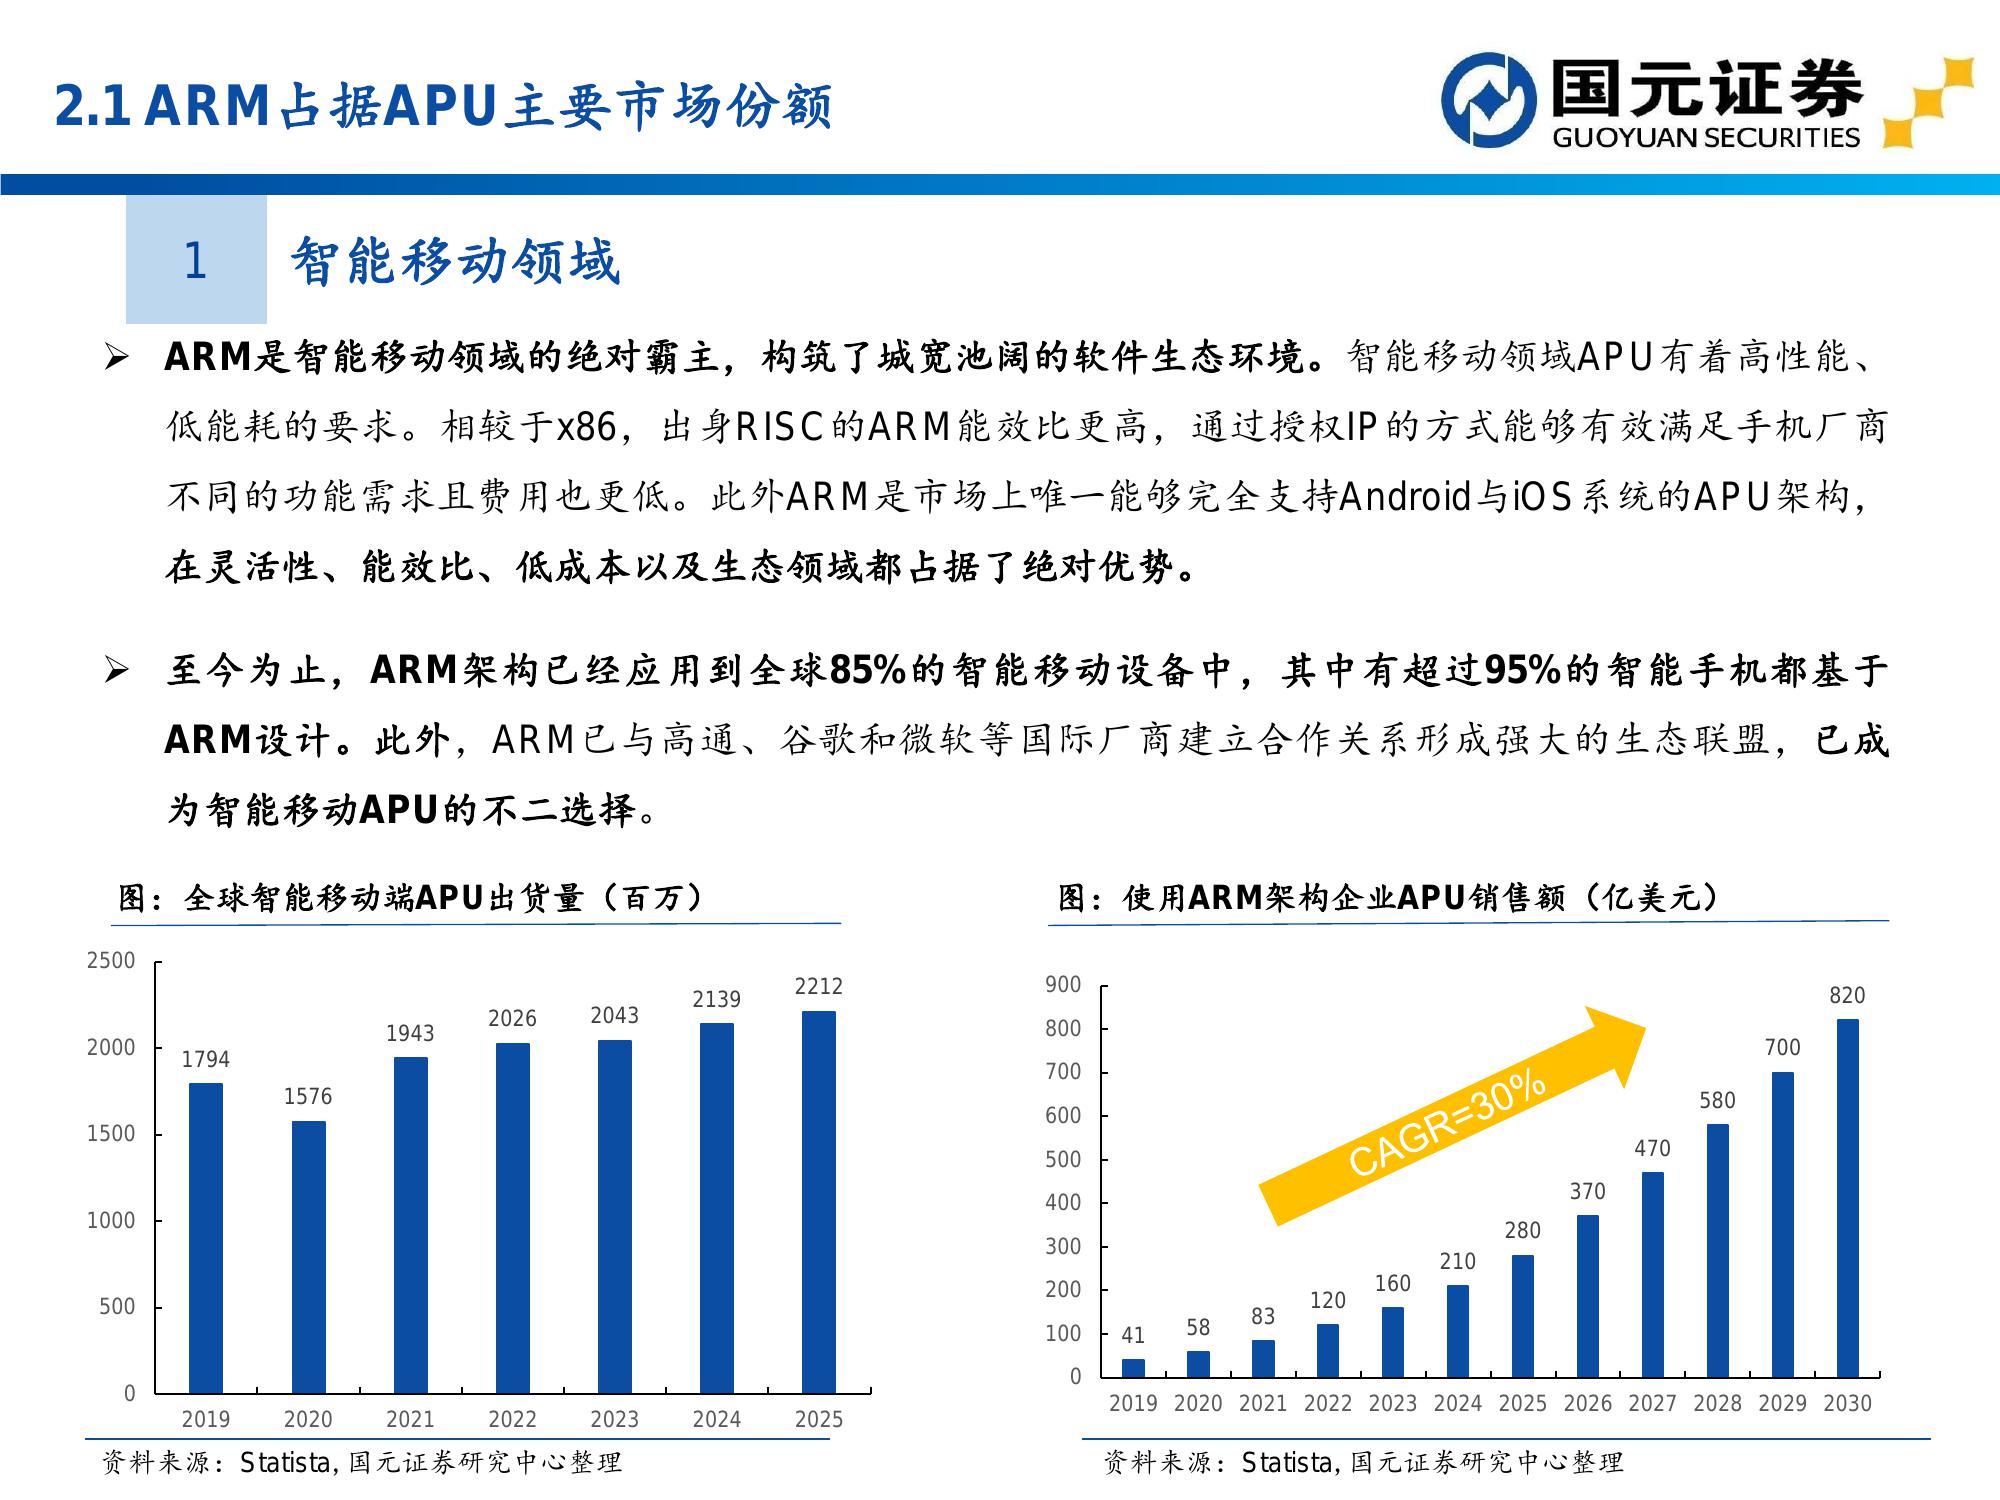 2.1 ARM占据APU主要市场份额
国元证券
GUOYUAN SECURITIES
1
智能移动领域
➢ ARM是智能移动领域的绝对霸主，构筑了城宽池阔的软件生态环境。智能移动领域APU有着高性能、
低能耗的要求。相较于x86，出身RISC的ARM能效比更高，通过授权IP的方式能够有效满足手机厂商
不同的功能需求且费用也更低。此外ARM是市场上唯一能够完全支持Android与iOS系统的APU架构，
在灵活性、能效比、低成本以及生态领域都占据了绝对优势。
➢ 至今为止，ARM架构已经应用到全球85%的智能移动设备中，其中有超过95%的智能手机都基于
ARM设计。此外，ARM已与高通、谷歌和微软等国际厂商建立合作关系形成强大的生态联盟，已成
为智能移动APU的不二选择。
图：全球智能移动端APU出货量（百万）
2500
2000
1500
1000
500
0
1794
1576
1943
2026
2043
2139
2212
2019 2020 2021 2022 2023 2024 2025
资料来源：Statista,国元证券研究中心整理
图：使用ARM架构企业APU销售额（亿美元）
900
800
700
600
500
400
300
200
100
0
CAGR=30%
41
58
83
120
160
210
280
370
470
580
700
820
2019 2020 2021 2022 2023 2024 2025 2026 2027 2028 2029 2030
资料来源：Statista,国元证券研究中心整理